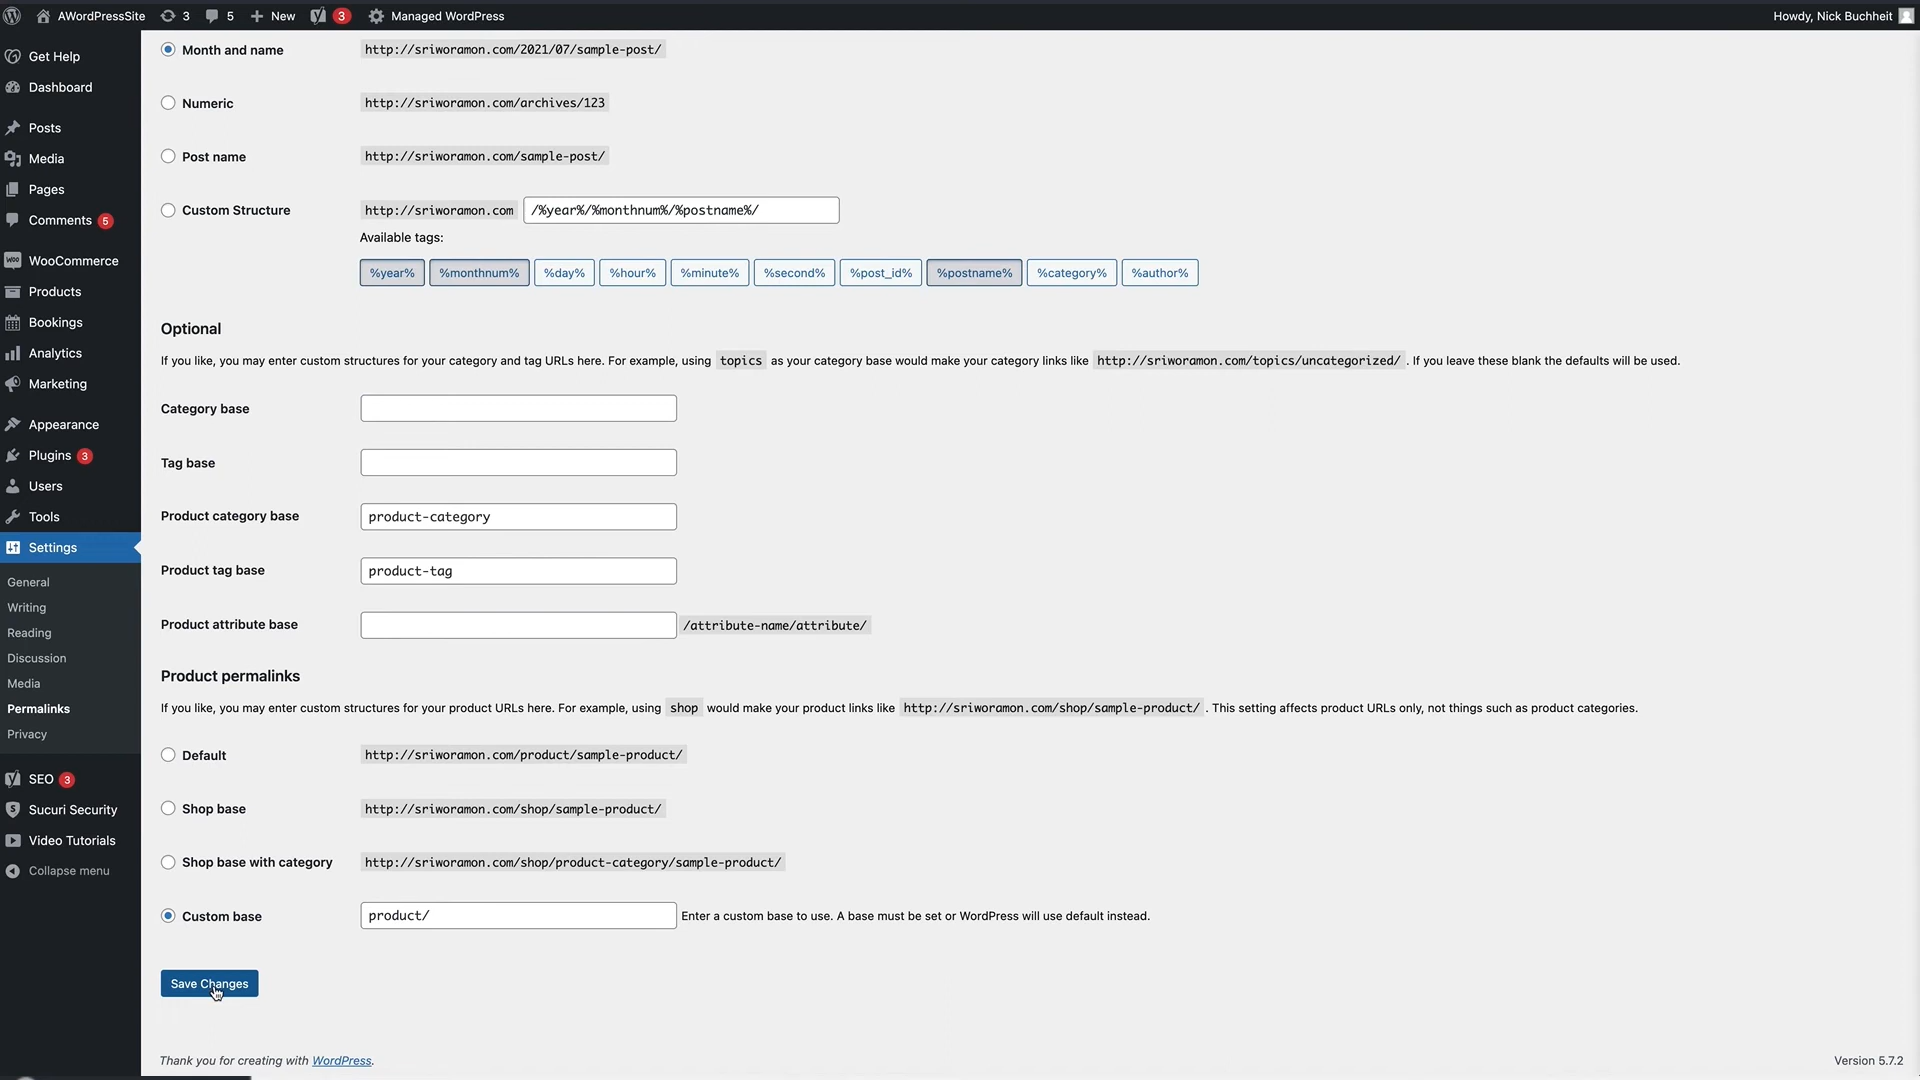 AWordPressSite 3 5 New 3 Managed WordPress Howdy, Nick Buchheit
Get Help
Dashboard
Posts
Media
Pages
Comments 5
WooCommerce
Products
Bookings
Analytics
Marketing
Appearance
Plugins 3
Users
Tools
Settings
General
Writing
Reading
Discussion
Media
Permalinks
Privacy
SEO 3
Sucuri Security
Video Tutorials
Collapse menu
Month and name http://sriworamon.com/2021/07/sample-post/
Numeric http://sriworamon.com/archives/123
Post name http://sriworamon.com/sample-post/
Custom Structure http://sriworamon.com /%year%/%monthnum%/%postname%/
Available tags:
%year% %monthnum% %day% %hour% %minute% %second% %post_id% %postname% %category% %author%
Optional
If you like, you may enter custom structures for your category and tag URLs here. For example, using topics as your category base would make your category links like http://sriworamon.com/topics/uncategorized/ . If you leave these blank the defaults will be used.
Category base
Tag base
Product category base product-category
Product tag base product-tag
Product attribute base /attribute-name/attribute/
Product permalinks
If you like, you may enter custom structures for your product URLs here. For example, using shop would make your product links like http://sriworamon.com/shop/sample-product/ . This setting affects product URLs only, not things such as product categories.
Default http://sriworamon.com/product/sample-product/
Shop base http://sriworamon.com/shop/sample-product/
Shop base with category http://sriworamon.com/shop/product-category/sample-product/
Custom base product/ Enter a custom base to use. A base must be set or WordPress will use default instead.
Save Changes
Thank you for creating with WordPress. Version 5.7.2